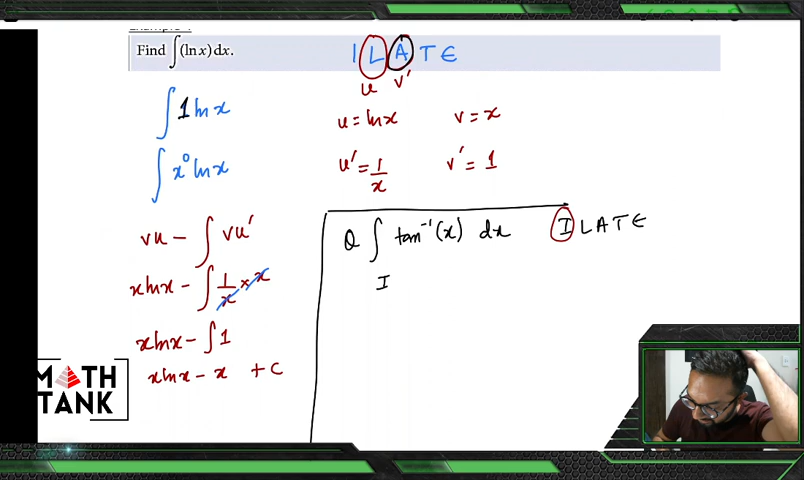 Find ∫(ln x) dx.
I L A T E
u v'
∫ 1 ln x
u = ln x v = x
∫ x⁰ ln x
u' = 1/x v' = 1
vu - ∫ vu'
x ln x - ∫ 1/x × x
x ln x - ∫ 1
x ln x - x + c
Q ∫ tan⁻¹(x) dx I L A T E
I
MATH
TANK